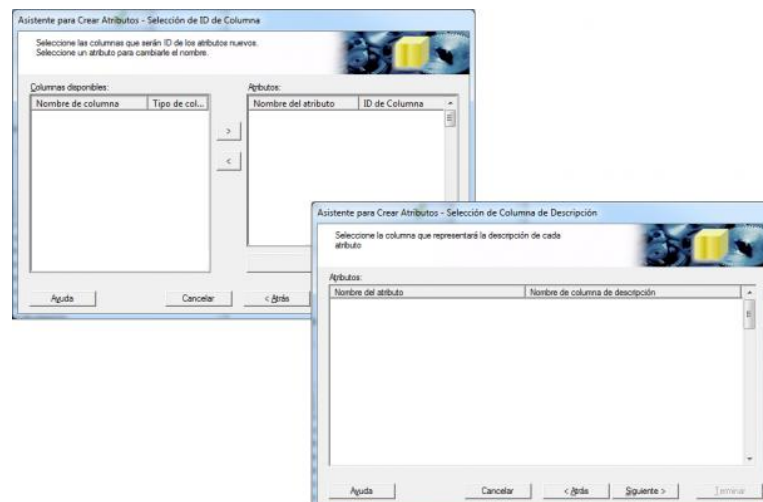 Asistente para Crear Atributos - Selección de ID de Columna
Seleccione las columnas que serán ID de los atributos nuevos.
Seleccione un atributo para cambiarle el nombre.
Columnas disponibles:
Atributos:
Nombre de columna
Tipo de col...
Nombre del atributo
ID de Columna
>
<
Ayuda
Cancelar
< Atrás
Asistente para Crear Atributos - Selección de Columna de Descripción
Seleccione la columna que representará la descripción de cada
atributo
Atributos:
Nombre del atributo
Nombre de columna de descripción
Ayuda
Cancelar
< Atrás
Siguiente >
Terminar